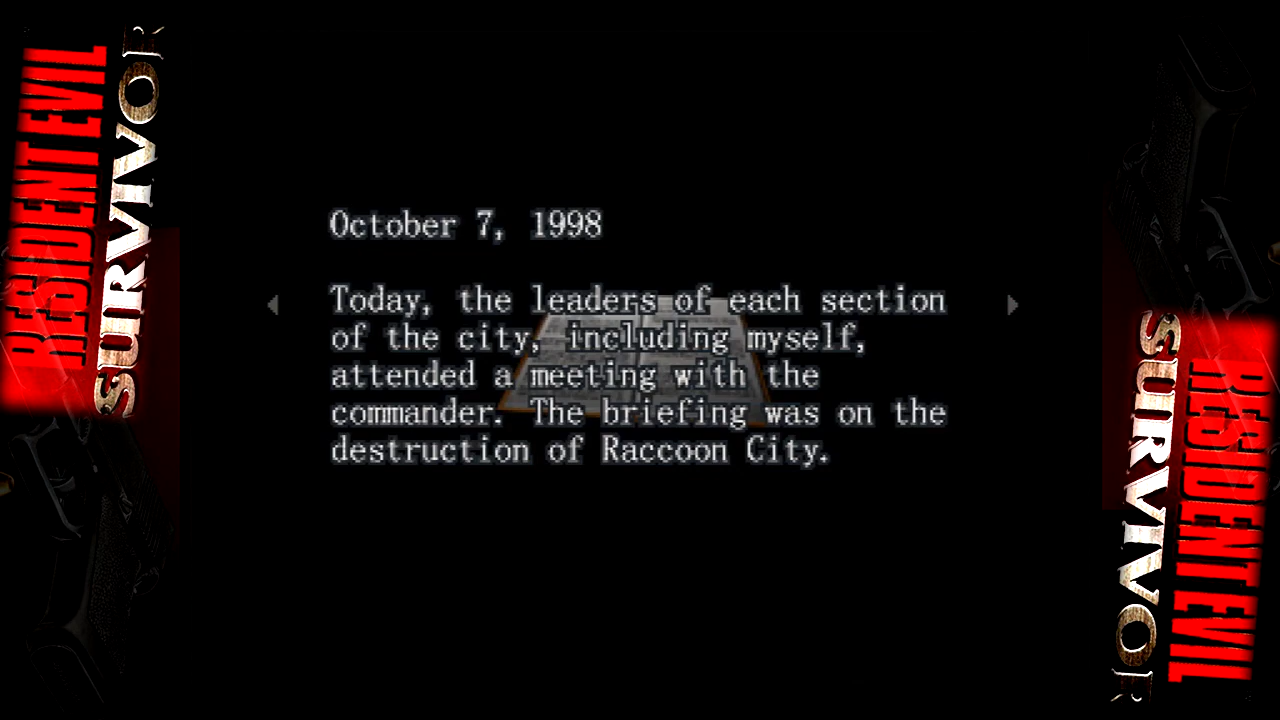 RESIDENT EVIL
SURVIVOR
October 7, 1998
Today, the leaders of each section
of the city, including myself,
attended a meeting with the
commander. The briefing was on the
destruction of Raccoon City.
SURVIVOR
RESIDENT EVIL